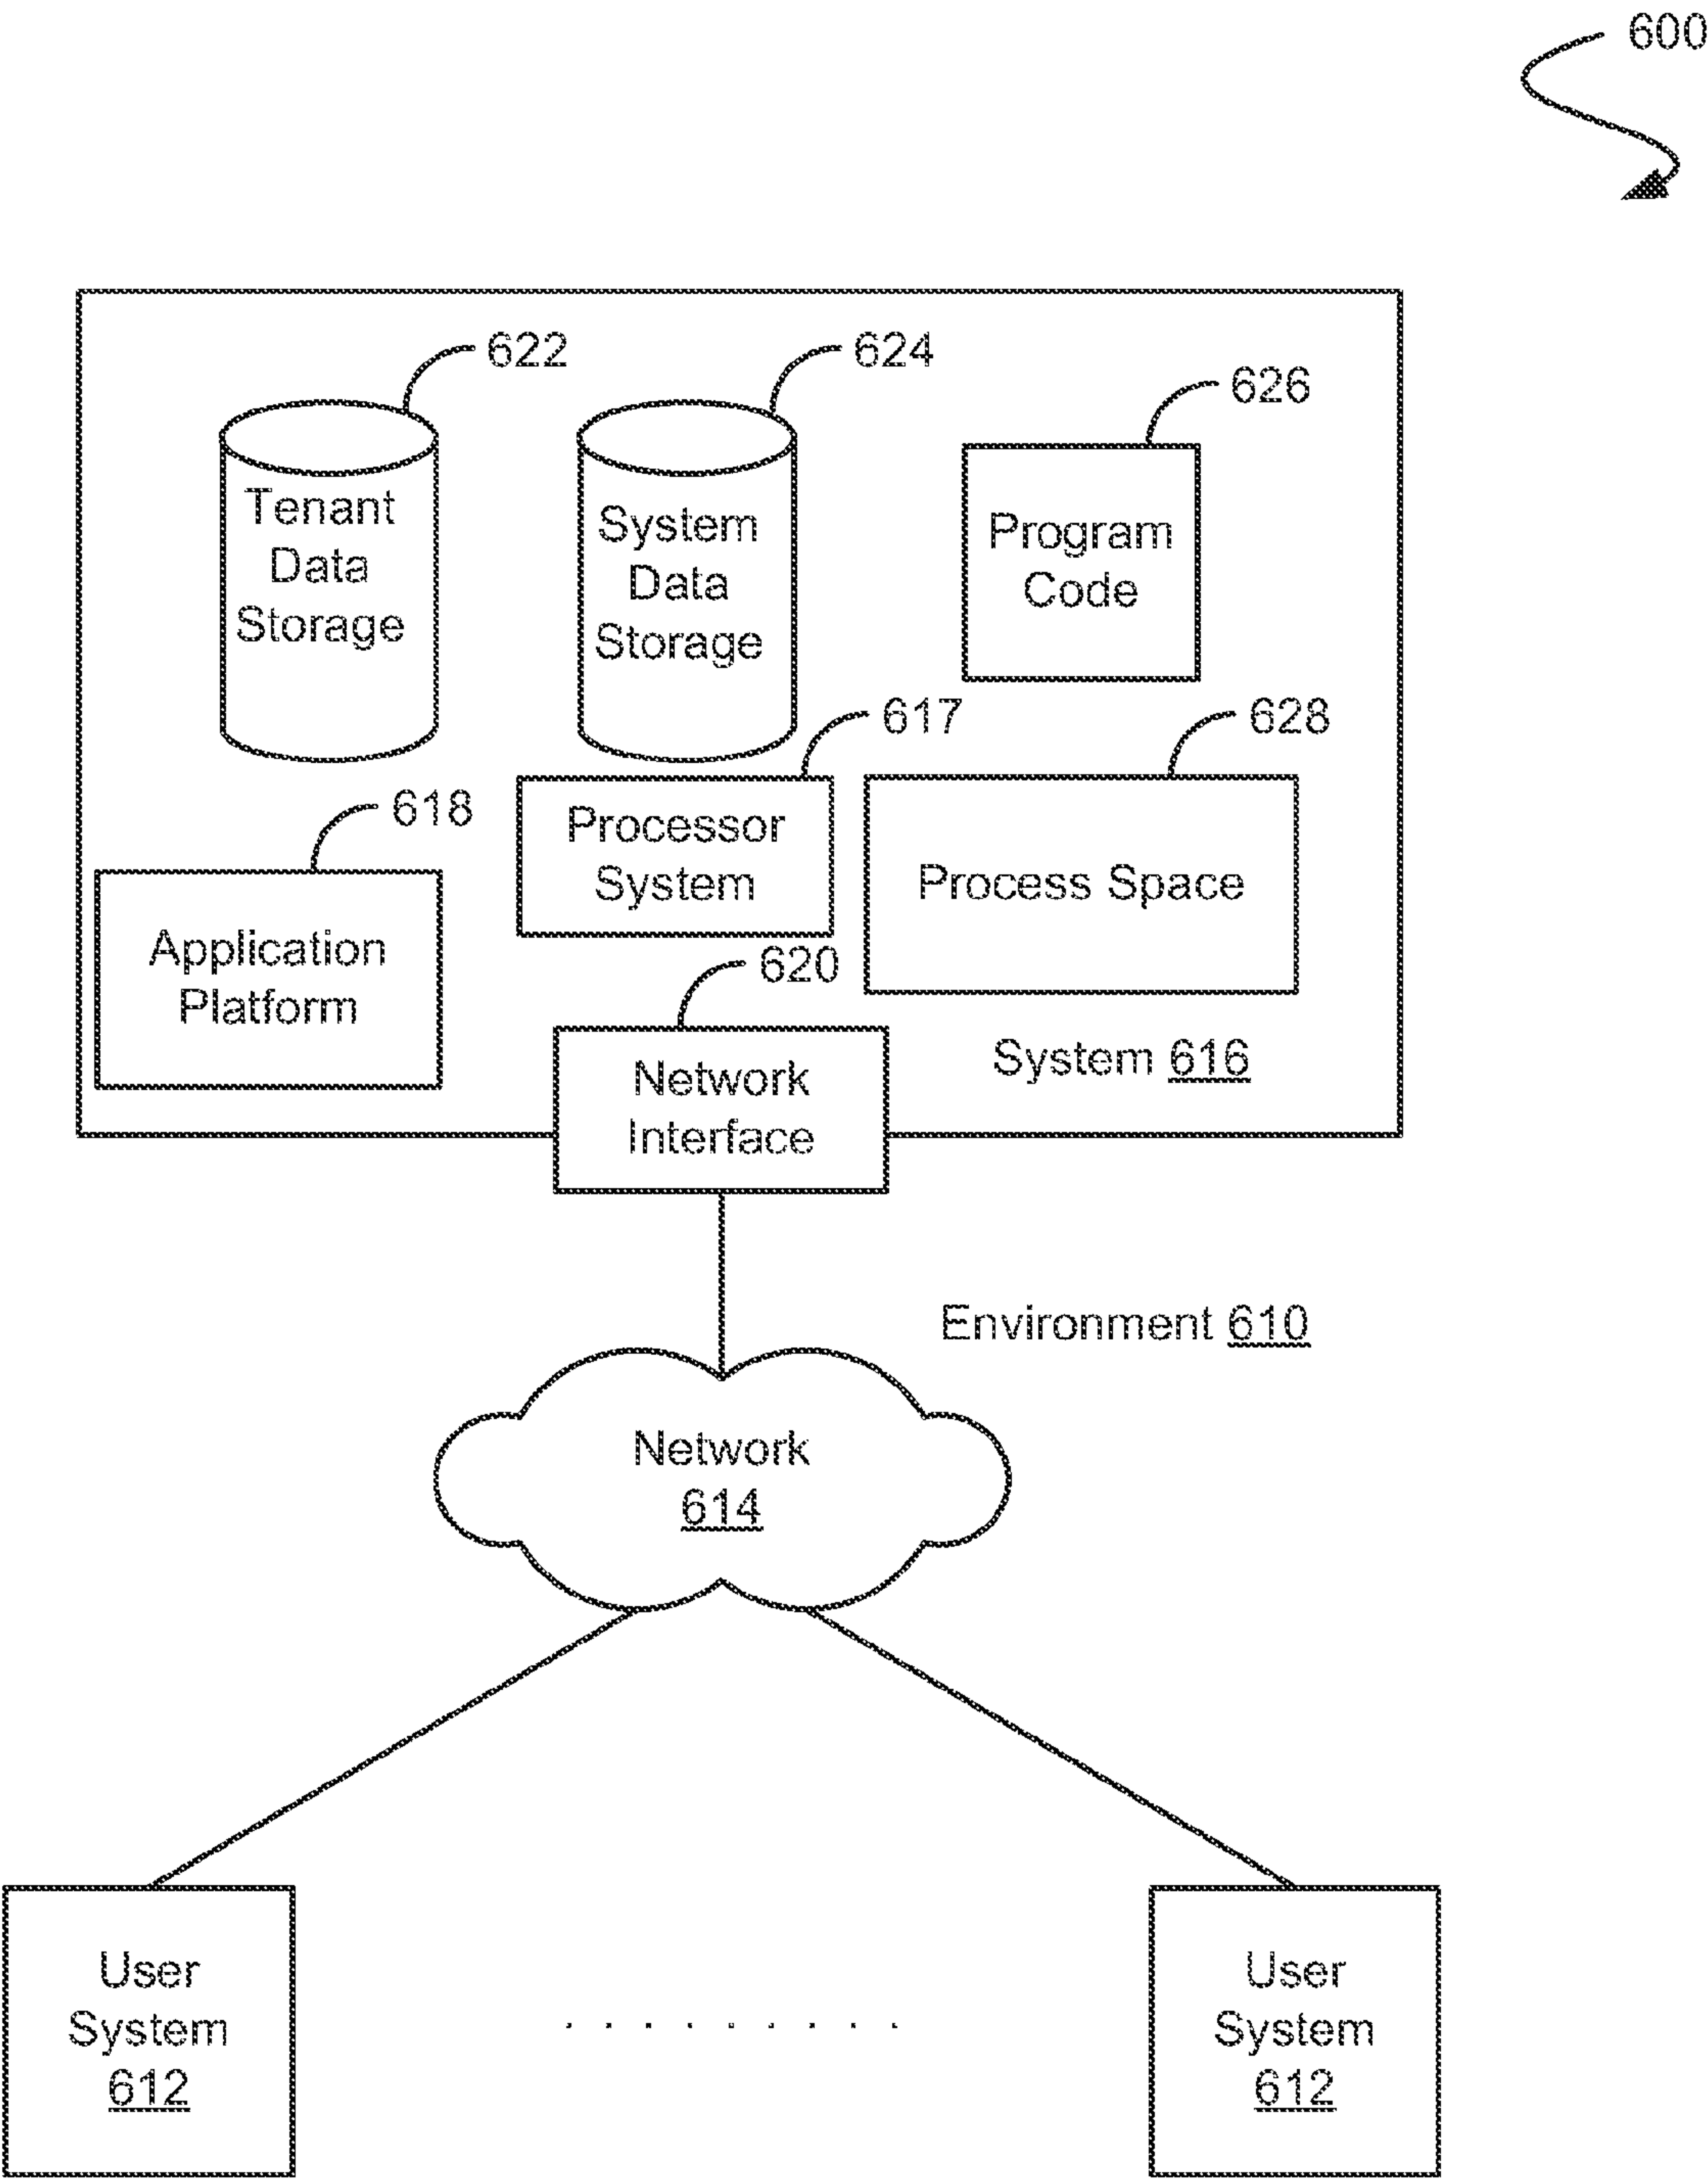 600
622
624
626
Tenant
Data
Storage
System
Data
Storage
Program
Code
617
628
618
Processor
System
Process Space
Application
Platform
620
Network
Interface
System 616
Environment 610
Network
614
User
System
612
. . . . . . . . .
User
System
612